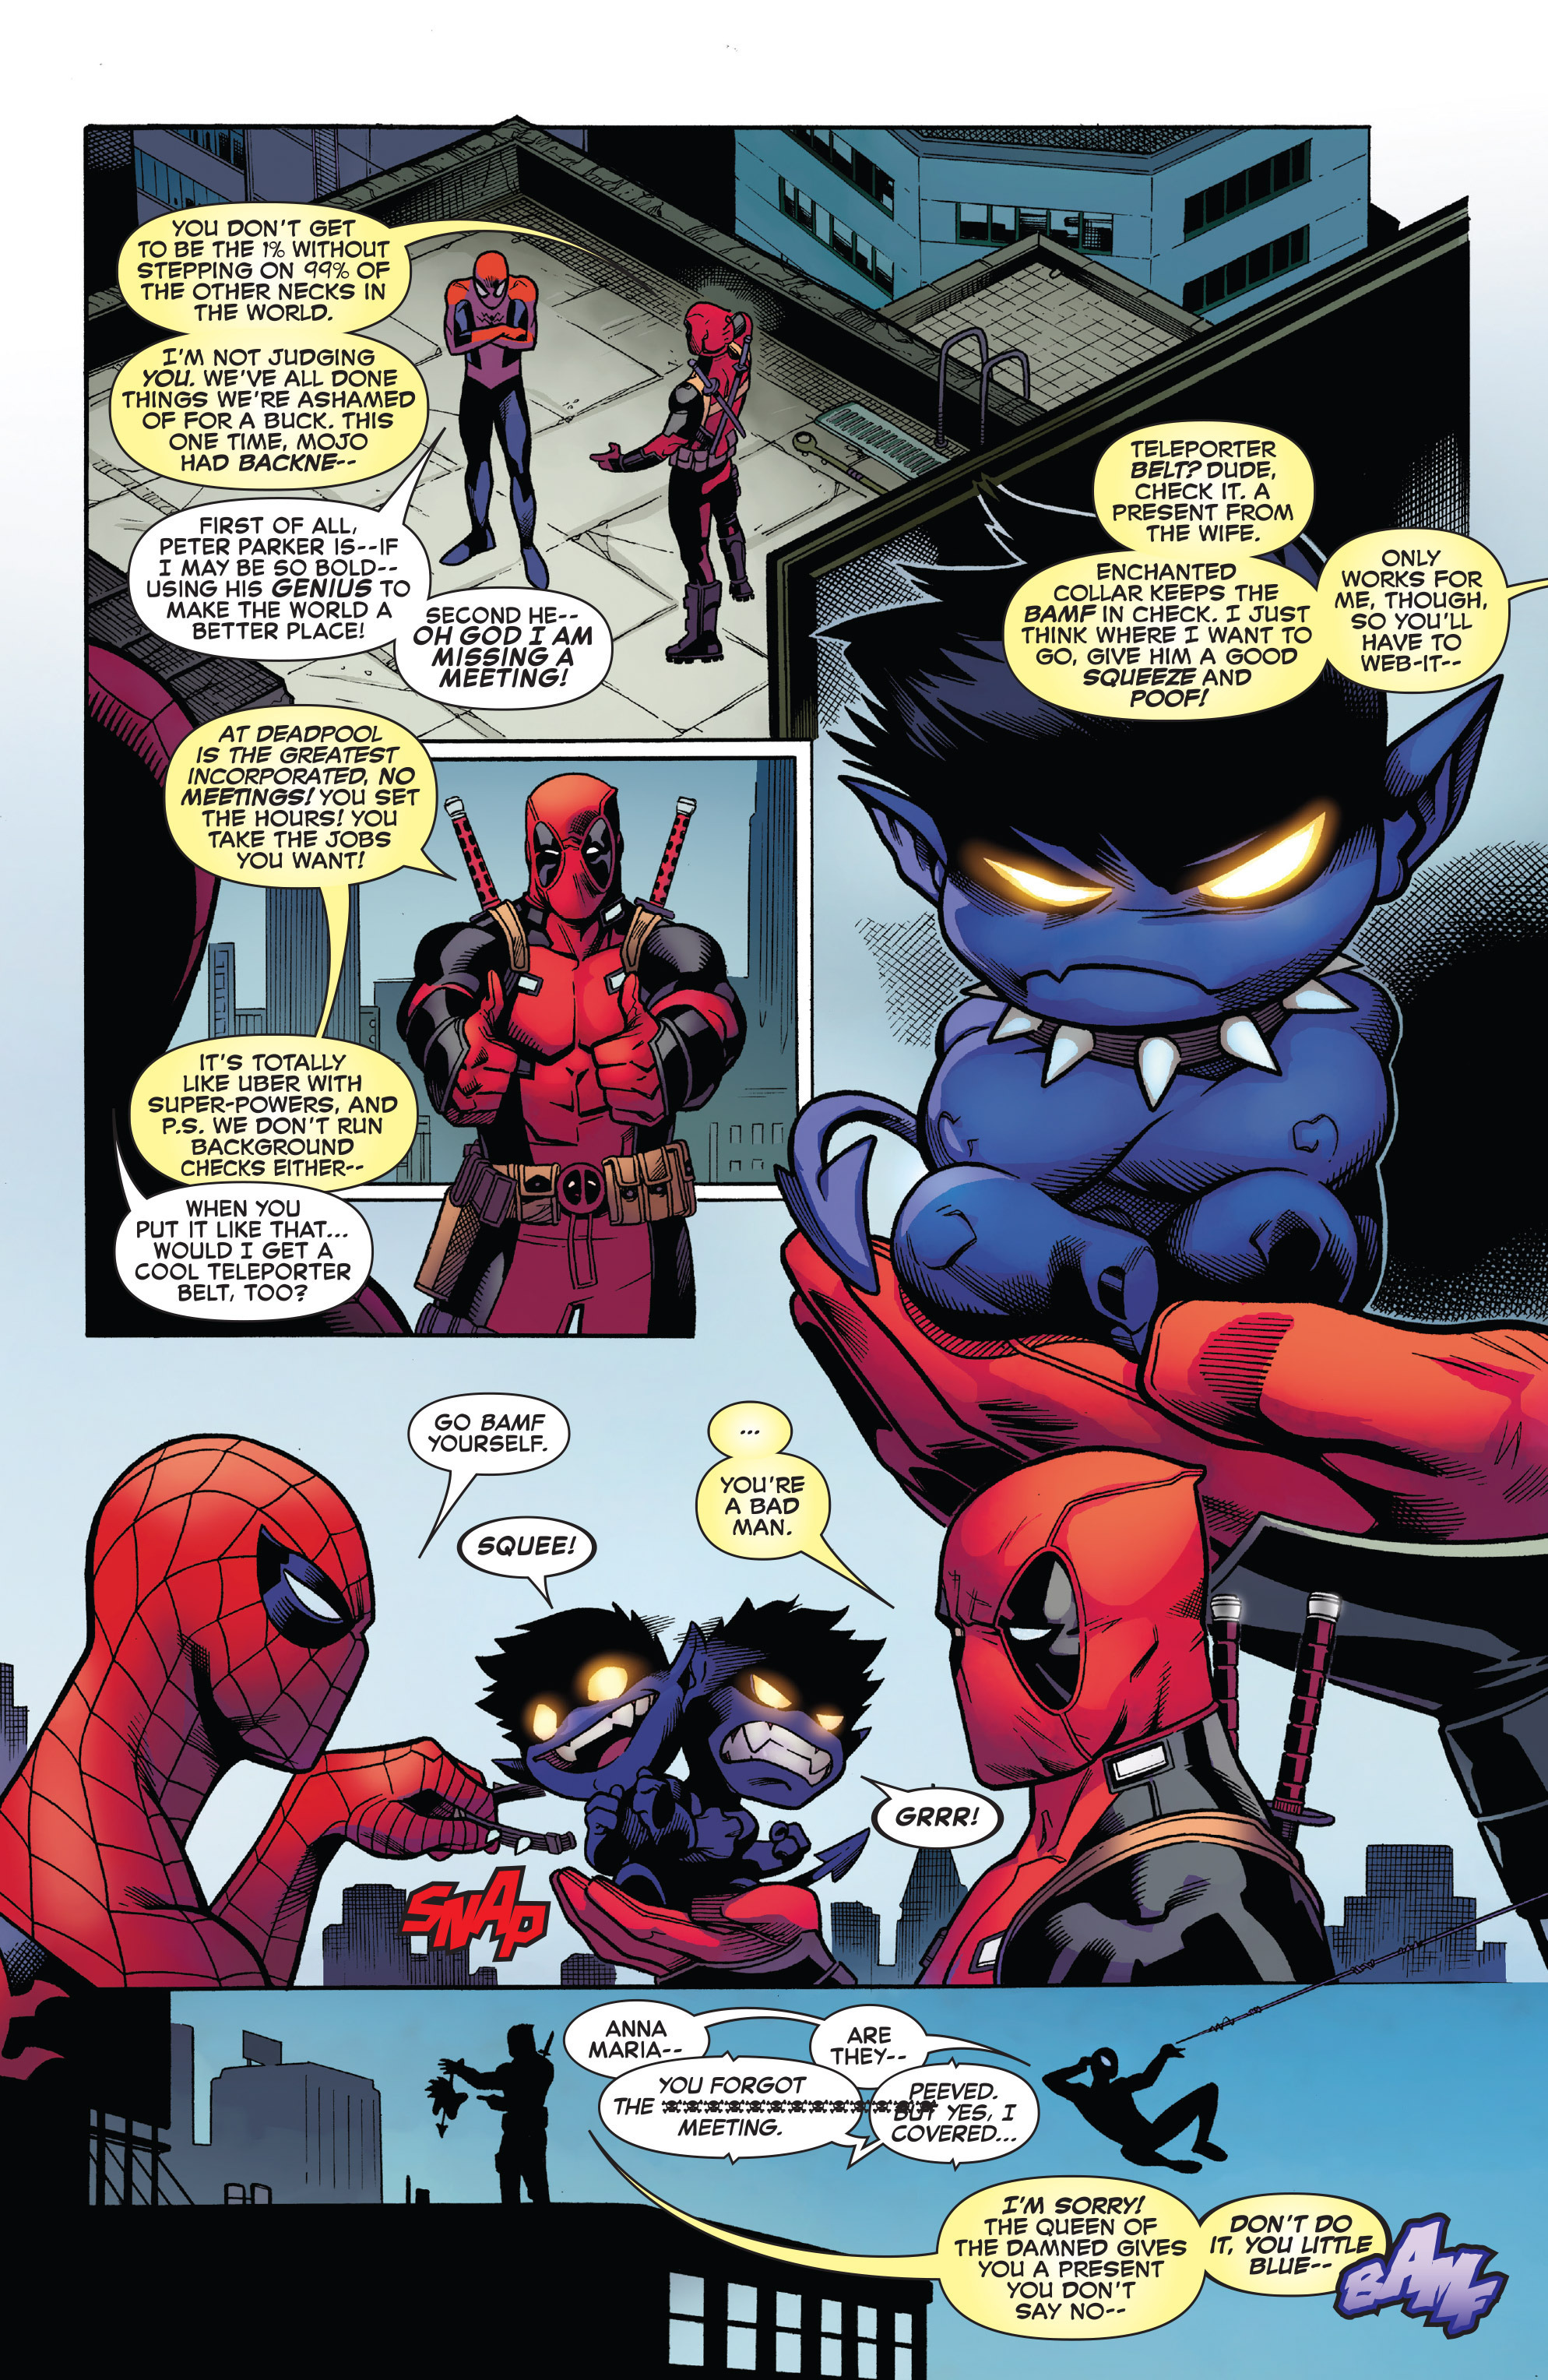 YOU DON'T GET
TO BE THE 1% WITHOUT
STEPPING ON 99% OF
THE OTHER NECKS IN
THE WORLD.
I'M NOT JUDGING
YOU. WE'VE ALL DONE
THINGS WE'RE ASHAMED
OF FOR A BUCK. THIS
ONE TIME, MOJO
HAD BACKNE--
FIRST OF ALL,
PETER PARKER IS--IF
I MAY BE SO BOLD--
USING HIS GENIUS TO
MAKE THE WORLD A
BETTER PLACE!
SECOND HE--
OH GOD I AM
MISSING A
MEETING!
AT DEADPOOL
IS THE GREATEST
INCORPORATED, NO
MEETINGS! YOU SET
THE HOURS! YOU
TAKE THE JOBS
YOU WANT!
IT'S TOTALLY
LIKE UBER WITH
SUPER-POWERS, AND
P.S. WE DON'T RUN
BACKGROUND
CHECKS EITHER--
WHEN YOU
PUT IT LIKE THAT...
WOULD I GET A
COOL TELEPORTER
BELT, TOO?
TELEPORTER
BELT? DUDE,
CHECK IT. A
PRESENT FROM
THE WIFE.
ENCHANTED
COLLAR KEEPS THE
BAMF IN CHECK. I JUST
THINK WHERE I WANT TO
GO, GIVE HIM A GOOD
SQUEEZE AND
POOF!
ONLY
WORKS FOR
ME, THOUGH,
SO YOU'LL
HAVE TO
WEB-IT--
GO BAMF
YOURSELF.
SQUEE!
...
YOU'RE
A BAD
MAN.
GRRR!
SNAP
ANNA
MARIA--
ARE
THEY--
YOU FORGOT
THE
MEETING.
PEEVED.
BUT YES, I
COVERED...
I'M SORRY!
THE QUEEN OF
THE DAMNED GIVES
YOU A PRESENT
YOU DON'T
SAY NO--
DON'T DO
IT, YOU LITTLE
BLUE--
BAMF